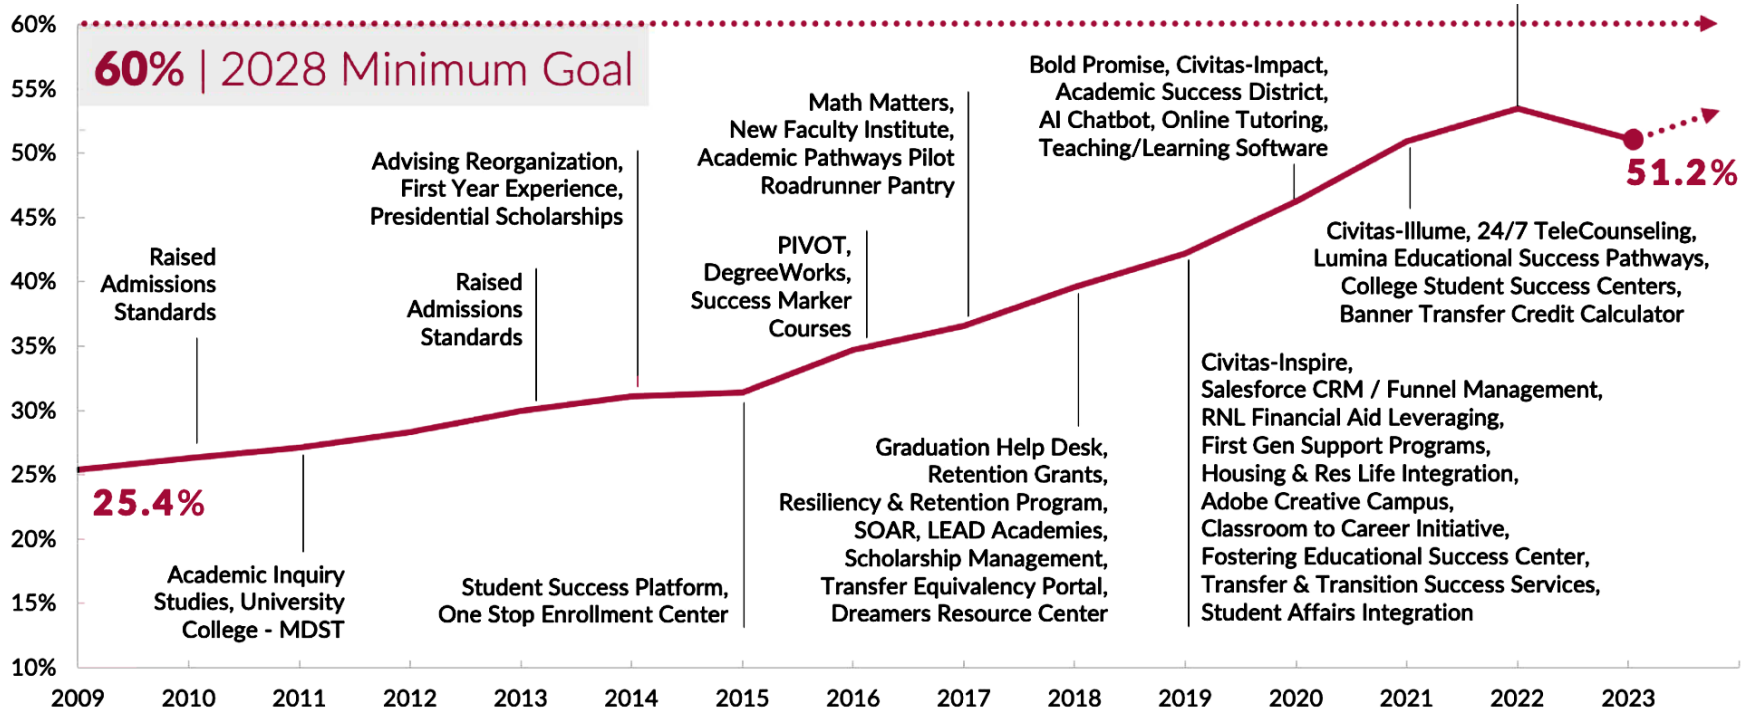 60%
55%
50%
45%
40%
35%
30%
25%
20%
15%
10%
60% | 2028 Minimum Goal
25.4%
Raised
Admissions
Standards
Academic Inquiry
Studies, University
College - MDST
Raised
Admissions
Standards
Advising Reorganization,
First Year Experience,
Presidential Scholarships
Student Success Platform,
One Stop Enrollment Center
PIVOT,
DegreeWorks,
Success Marker
Courses
Math Matters,
New Faculty Institute,
Academic Pathways Pilot
Roadrunner Pantry
Graduation Help Desk,
Retention Grants,
Resiliency & Retention Program,
SOAR, LEAD Academies,
Scholarship Management,
Transfer Equivalency Portal,
Dreamers Resource Center
Civitas-Inspire,
Salesforce CRM / Funnel Management,
RNL Financial Aid Leveraging,
First Gen Support Programs,
Housing & Res Life Integration,
Adobe Creative Campus,
Classroom to Career Initiative,
Fostering Educational Success Center,
Transfer & Transition Success Services,
Student Affairs Integration
Bold Promise, Civitas-Impact,
Academic Success District,
AI Chatbot, Online Tutoring,
Teaching/Learning Software
Civitas-Illume, 24/7 TeleCounseling,
Lumina Educational Success Pathways,
College Student Success Centers,
Banner Transfer Credit Calculator
51.2%
2009 2010 2011 2012 2013 2014 2015 2016 2017 2018 2019 2020 2021 2022 2023